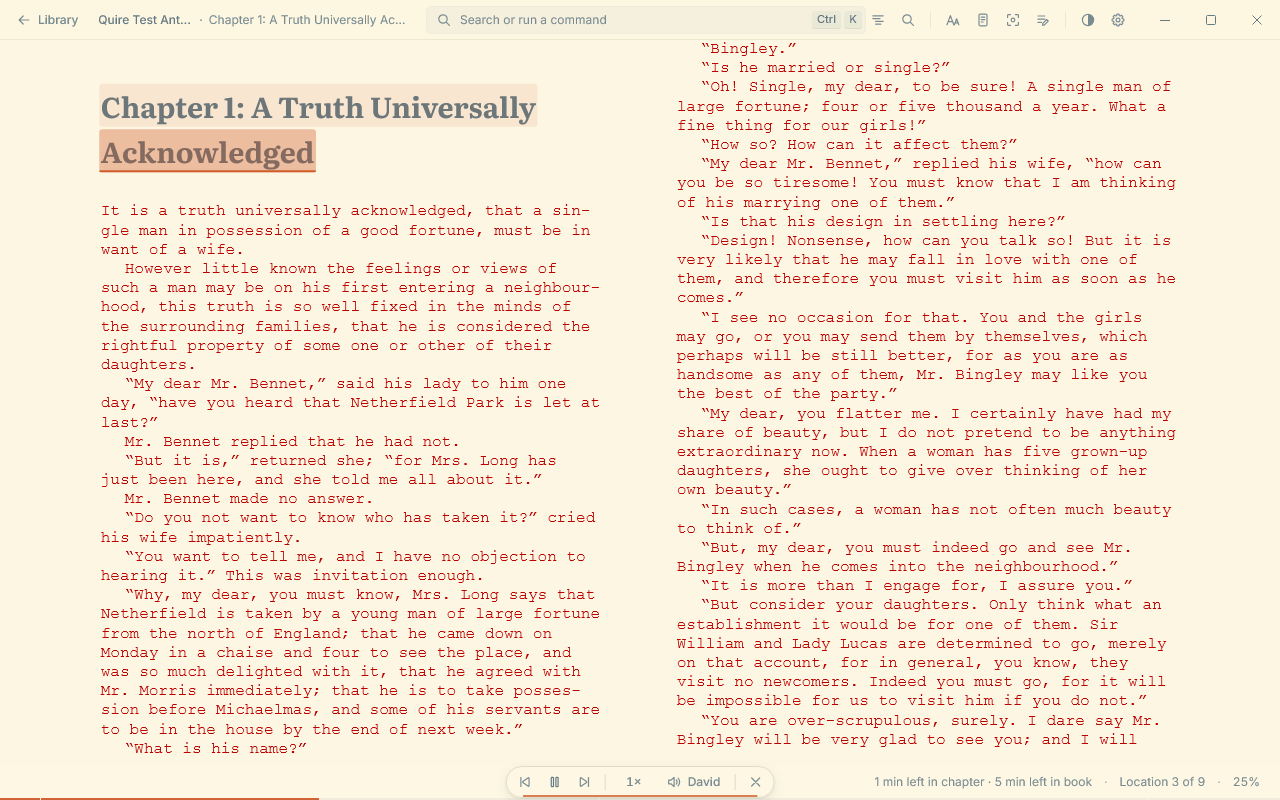 Library
Quire Test Ant... · Chapter 1: A Truth Universally Ac...
Search or run a command
Ctrl K
Chapter 1: A Truth Universally
Acknowledged
It is a truth universally acknowledged, that a sin-
gle man in possession of a good fortune, must be in
want of a wife.
However little known the feelings or views of
such a man may be on his first entering a neighbour-
hood, this truth is so well fixed in the minds of
the surrounding families, that he is considered the
rightful property of some one or other of their
daughters.
“My dear Mr. Bennet,” said his lady to him one
day, “have you heard that Netherfield Park is let at
last?”
Mr. Bennet replied that he had not.
“But it is,” returned she; “for Mrs. Long has
just been here, and she told me all about it.”
Mr. Bennet made no answer.
“Do you not want to know who has taken it?” cried
his wife impatiently.
“You want to tell me, and I have no objection to
hearing it.” This was invitation enough.
“Why, my dear, you must know, Mrs. Long says that
Netherfield is taken by a young man of large fortune
from the north of England; that he came down on
Monday in a chaise and four to see the place, and
was so much delighted with it, that he agreed with
Mr. Morris immediately; that he is to take posses-
sion before Michaelmas, and some of his servants are
to be in the house by the end of next week.”
“What is his name?”
“Bingley.”
“Is he married or single?”
“Oh! Single, my dear, to be sure! A single man of
large fortune; four or five thousand a year. What a
fine thing for our girls!”
“How so? How can it affect them?”
“My dear Mr. Bennet,” replied his wife, “how can
you be so tiresome! You must know that I am thinking
of his marrying one of them.”
“Is that his design in settling here?”
“Design! Nonsense, how can you talk so! But it is
very likely that he may fall in love with one of
them, and therefore you must visit him as soon as he
comes.”
“I see no occasion for that. You and the girls
may go, or you may send them by themselves, which
perhaps will be still better, for as you are as
handsome as any of them, Mr. Bingley may like you
the best of the party.”
“My dear, you flatter me. I certainly have had my
share of beauty, but I do not pretend to be anything
extraordinary now. When a woman has five grown-up
daughters, she ought to give over thinking of her
own beauty.”
“In such cases, a woman has not often much beauty
to think of.”
“But, my dear, you must indeed go and see Mr.
Bingley when he comes into the neighbourhood.”
“It is more than I engage for, I assure you.”
“But consider your daughters. Only think what an
establishment it would be for one of them. Sir
William and Lady Lucas are determined to go, merely
on that account, for in general, you know, they
visit no newcomers. Indeed you must go, for it will
be impossible for us to visit him if you do not.”
“You are over-scrupulous, surely. I dare say Mr.
Bingley will be very glad to see you; and I will
1× David
1 min left in chapter · 5 min left in book · Location 3 of 9 · 25%